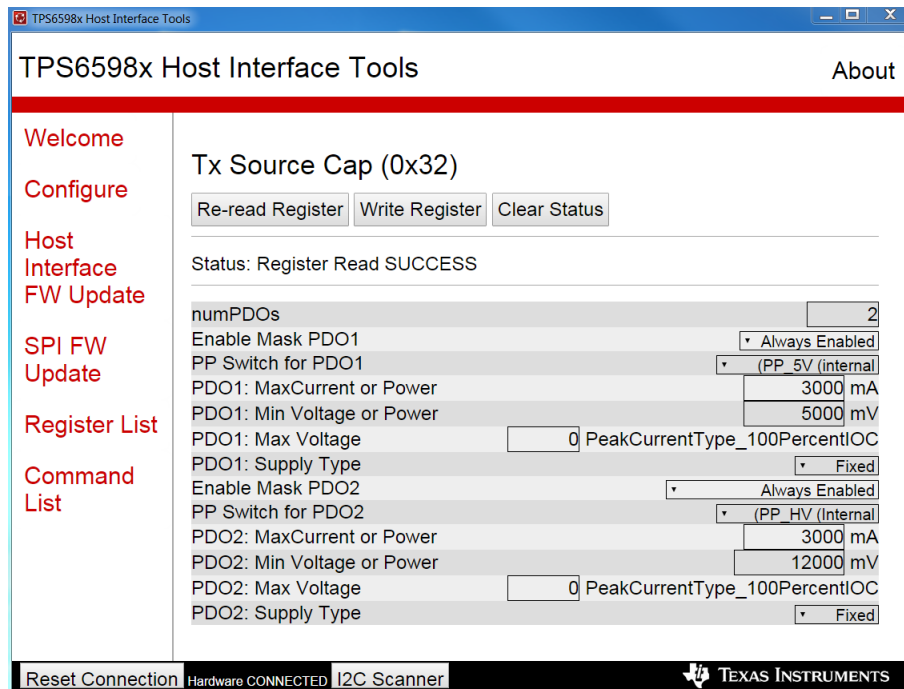 TPS6598x Host Interface Tools
TPS6598x Host Interface Tools
About
Welcome
Configure
Host
Interface
FW Update
SPI FW
Update
Register List
Command
List
Tx Source Cap (0x32)
Re-read Register Write Register Clear Status
Status: Register Read SUCCESS
numPDOs 2
Enable Mask PDO1 Always Enabled
PP Switch for PDO1 (PP_5V (internal
PDO1: MaxCurrent or Power 3000 mA
PDO1: Min Voltage or Power 5000 mV
PDO1: Max Voltage 0 PeakCurrentType_100PercentIOC
PDO1: Supply Type Fixed
Enable Mask PDO2 Always Enabled
PP Switch for PDO2 (PP_HV (Internal
PDO2: MaxCurrent or Power 3000 mA
PDO2: Min Voltage or Power 12000 mV
PDO2: Max Voltage 0 PeakCurrentType_100PercentIOC
PDO2: Supply Type Fixed
Reset Connection Hardware CONNECTED I2C Scanner TEXAS INSTRUMENTS